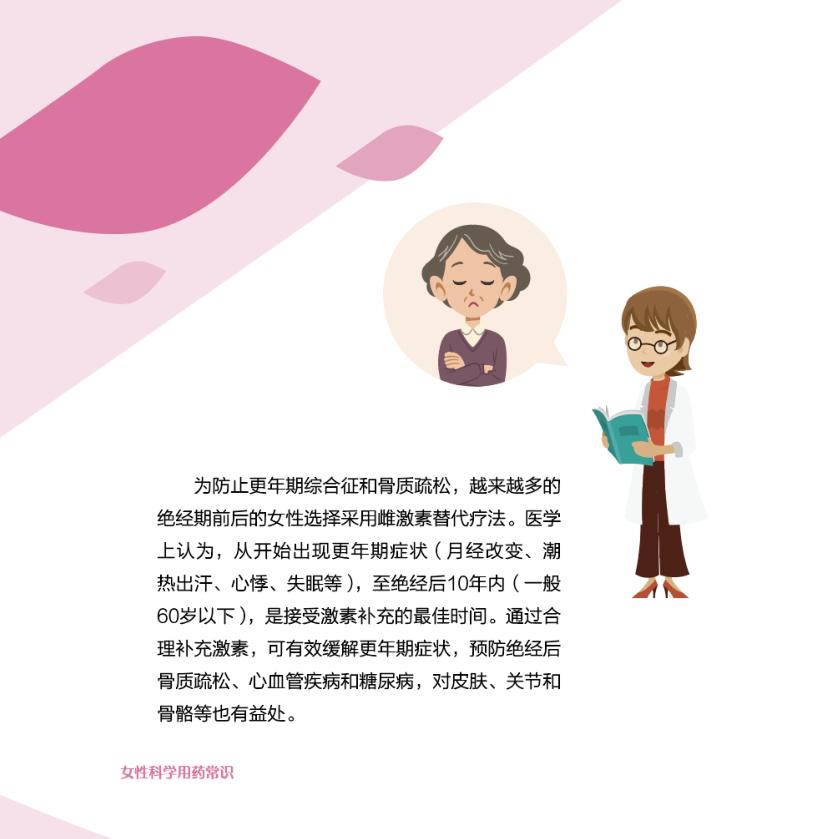 为防止更年期综合征和骨质疏松，越来越多的
绝经期前后的女性选择采用雌激素替代疗法。医学
上认为，从开始出现更年期症状（月经改变、潮
热出汗、心悸、失眠等），至绝经后10年内（一般
60岁以下），是接受激素补充的最佳时间。通过合
理补充激素，可有效缓解更年期症状，预防绝经后
骨质疏松、心血管疾病和糖尿病，对皮肤、关节和
骨骼等也有益处。
女性科学用药常识